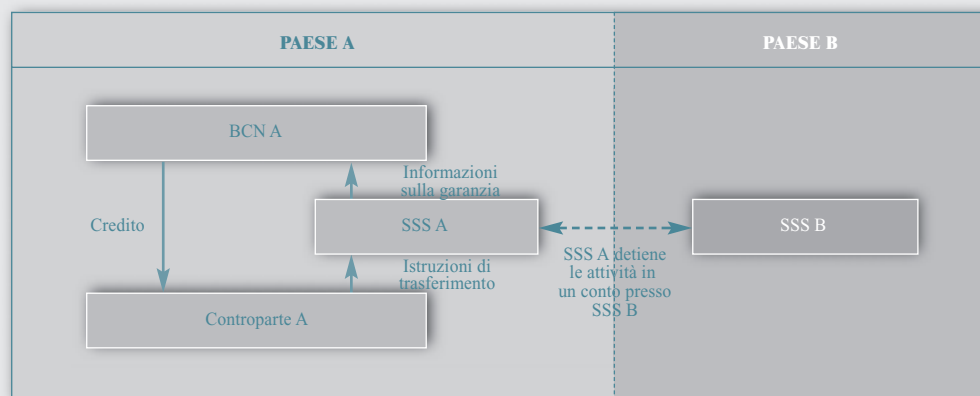 PAESE A
PAESE B
BCN A
Informazioni
sulla garanzia
Credito
SSS A
SSS B
SSS A detiene
le attività in
un conto presso
SSS B
Istruzioni di
trasferimento
Controparte A